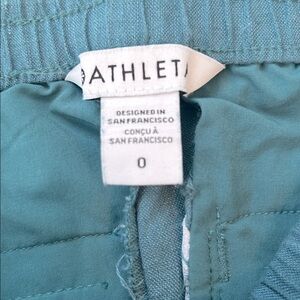 ATHLETA
DESIGNED IN
SAN FRANCISCO
CONÇU À
SAN FRANCISCO
0